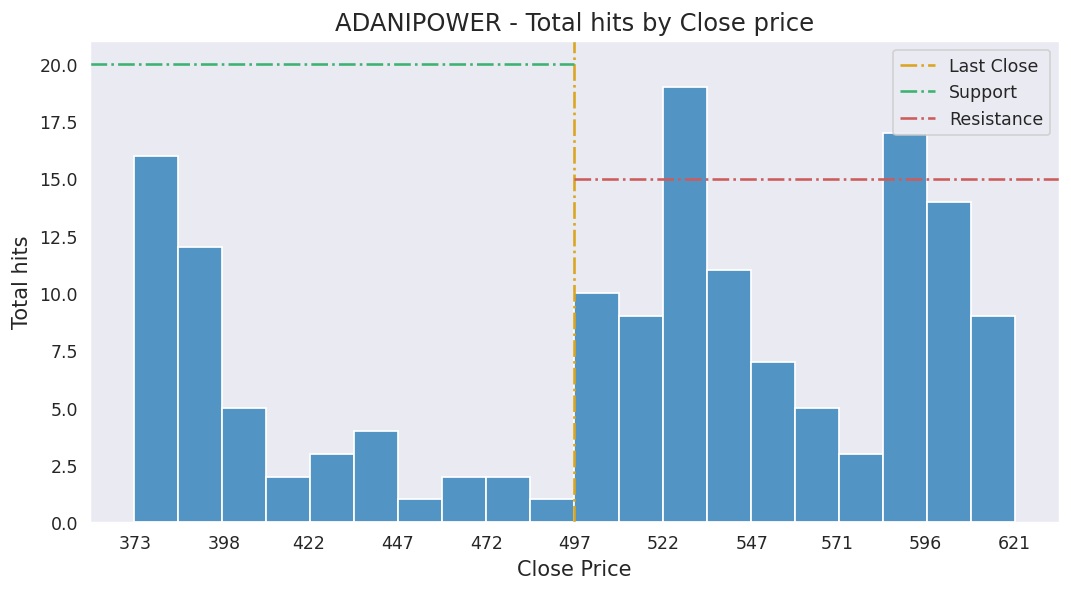 ADANIPOWER - Total hits by Close price
Last Close
Support
Resistance
Total hits
20.0
17.5
15.0
12.5
10.0
7.5
5.0
2.5
0.0
373 398 422 447 472 497 522 547 571 596 621
Close Price